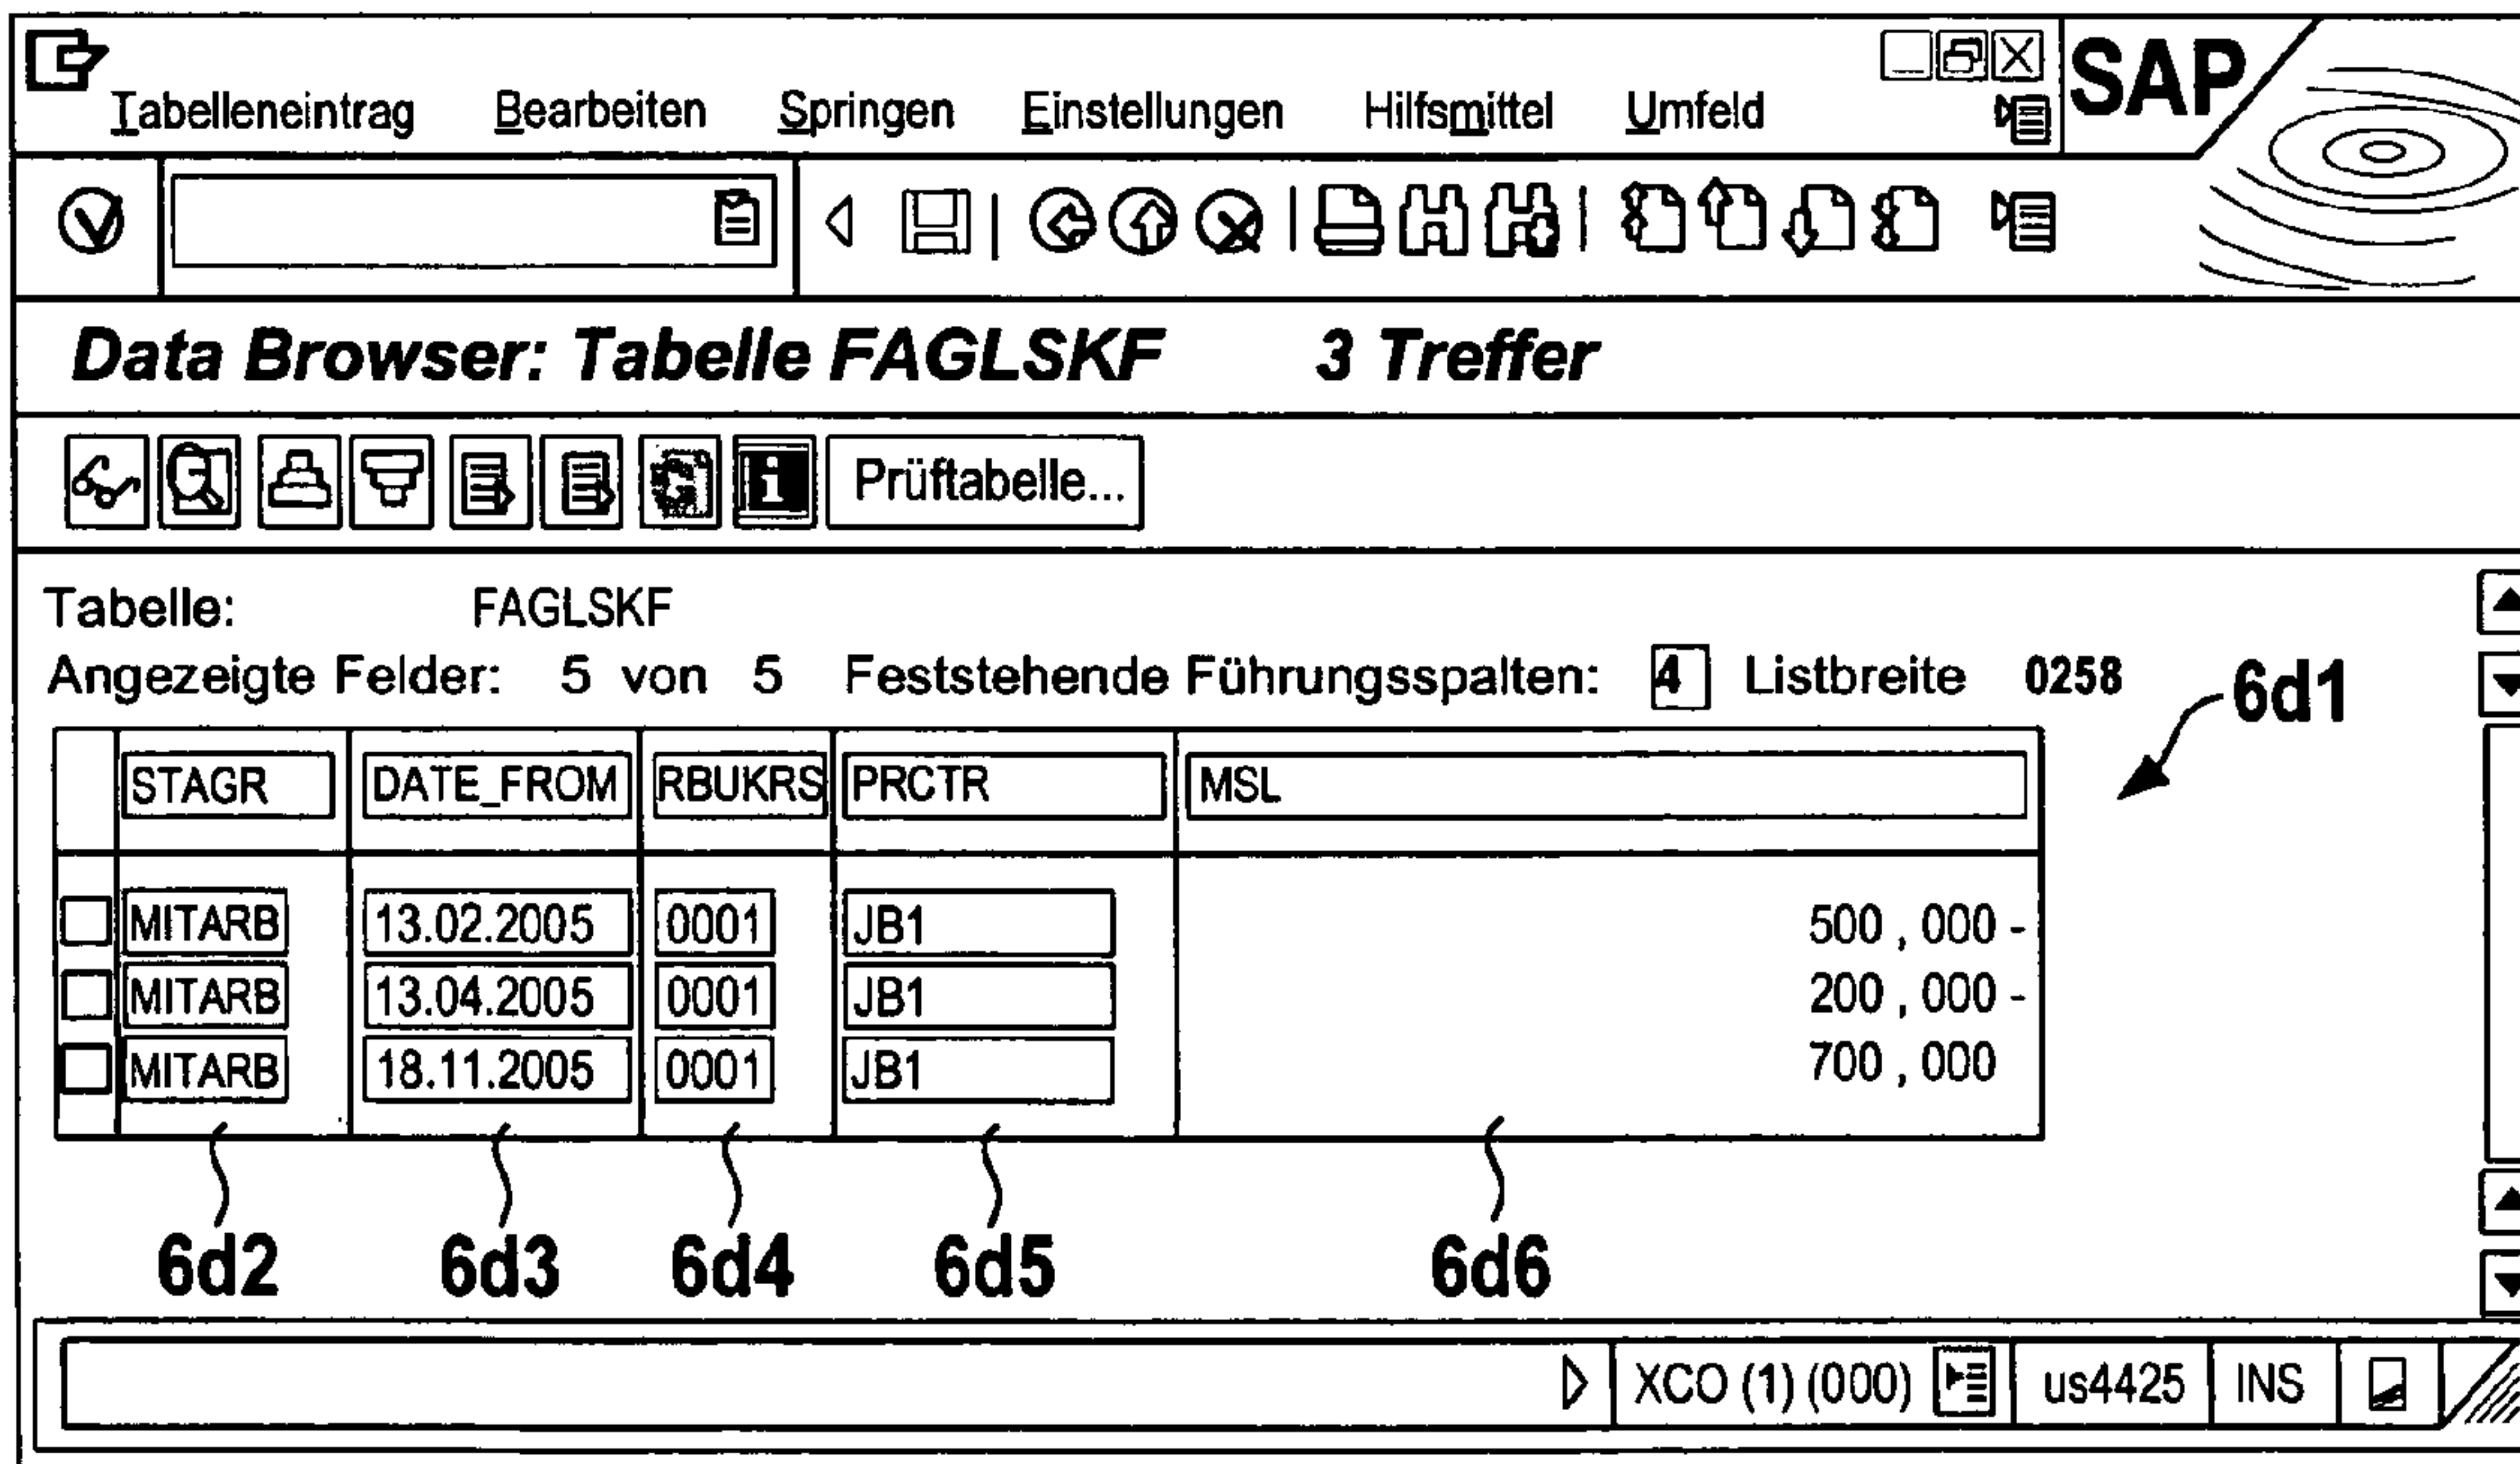 SAP
Tabelleneintrag Bearbeiten Springen Einstellungen Hilfsmittel Umfeld
Data Browser: Tabelle FAGLSKF 3 Treffer
i Prüftabelle...
Tabelle: FAGLSKF
Angezeigte Felder: 5 von 5 Feststehende Führungsspalten: 4 Listbreite 0258
6d1
STAGR DATE_FROM RBUKRS PRCTR MSL
MITARB 13.02.2005 0001 JB1 500,000-
MITARB 13.04.2005 0001 JB1 200,000-
MITARB 18.11.2005 0001 JB1 700,000
6d2 6d3 6d4 6d5 6d6
XCO (1) (000) us4425 INS